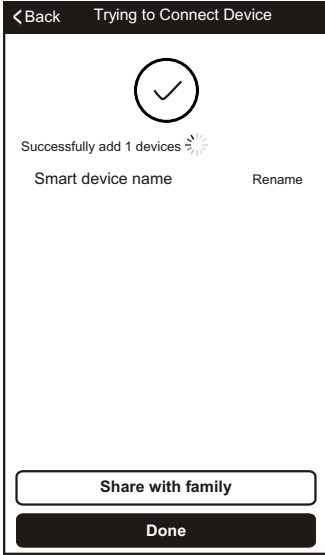 Back Trying to Connect Device
Successfully add 1 devices
Smart device name Rename
Share with family
Done